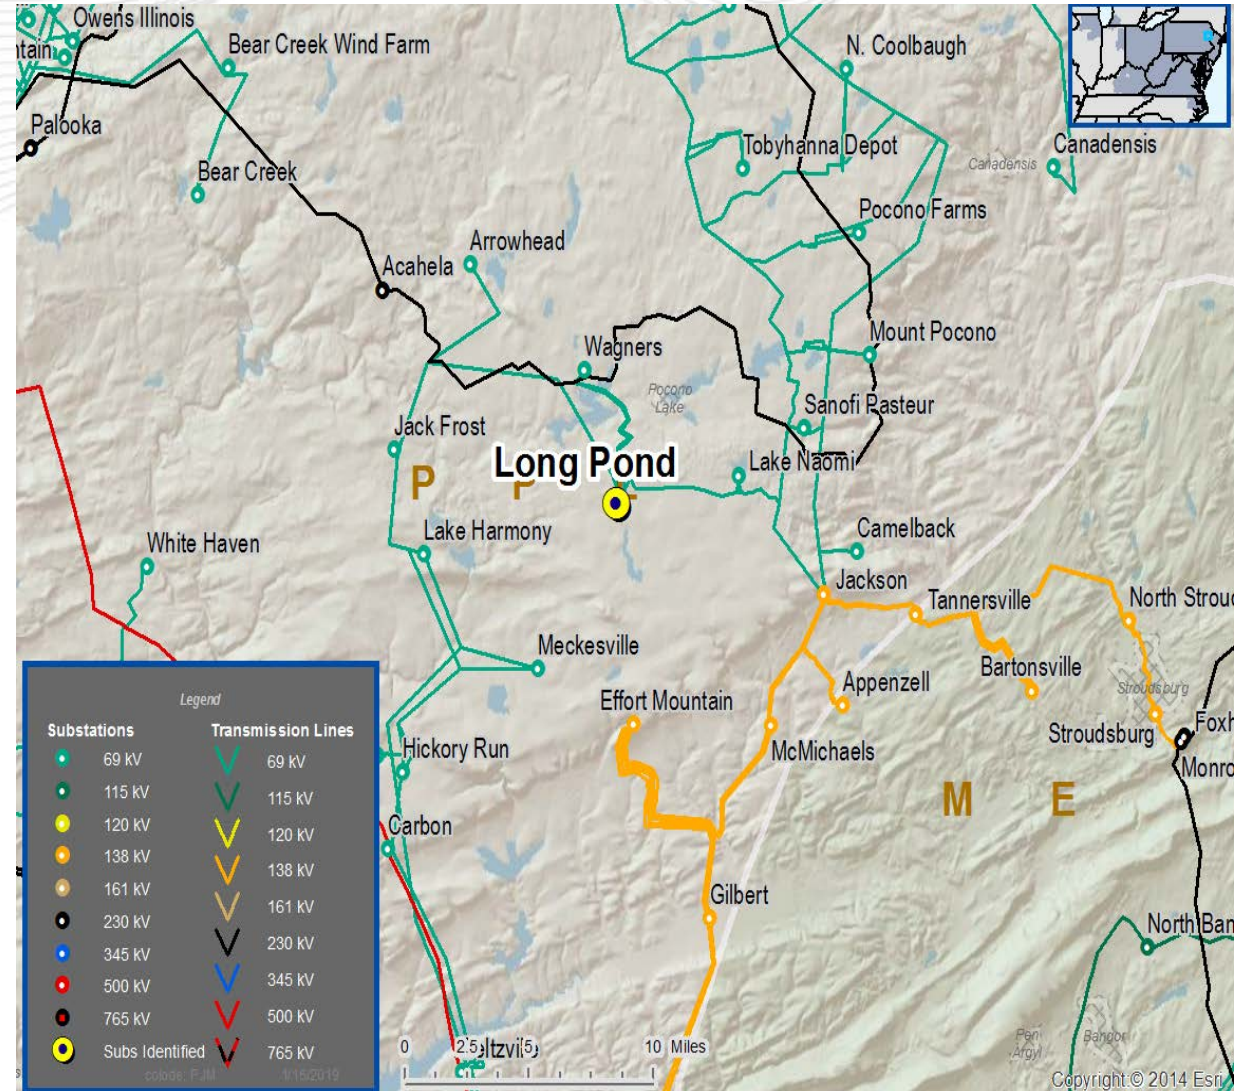 Owens Illinois
ntain
Bear Creek Wind Farm
N. Coolbaugh
Palooka
Tobyhanna Depot
Canadensis
Canadensis
Bear Creek
Pocono Farms
Arrowhead
Acahela
Mount Pocono
Wagners
Pocono
Lake
Sanofi Pasteur
Jack Frost
Long Pond
Lake Naomi
P P L
Lake Harmony
Camelback
White Haven
Jackson
Tannersville
North Stroud
Meckesville
Bartonsville
Appenzell
Stroudsburg
Effort Mountain
Stroudsburg
Foxh
McMichaels
Hickory Run
Monro
M E
Carbon
Gilbert
North Ban
Pen
Argyl
Bangor
Legend
Substations
Transmission Lines
69 kV
69 kV
115 kV
115 kV
120 kV
120 kV
138 kV
138 kV
161 kV
161 kV
230 kV
230 kV
345 kV
345 kV
500 kV
500 kV
765 kV
765 kV
Subs Identified
0 2.5 5 10 Miles
eltzville
Copyright:© 2014 Esri